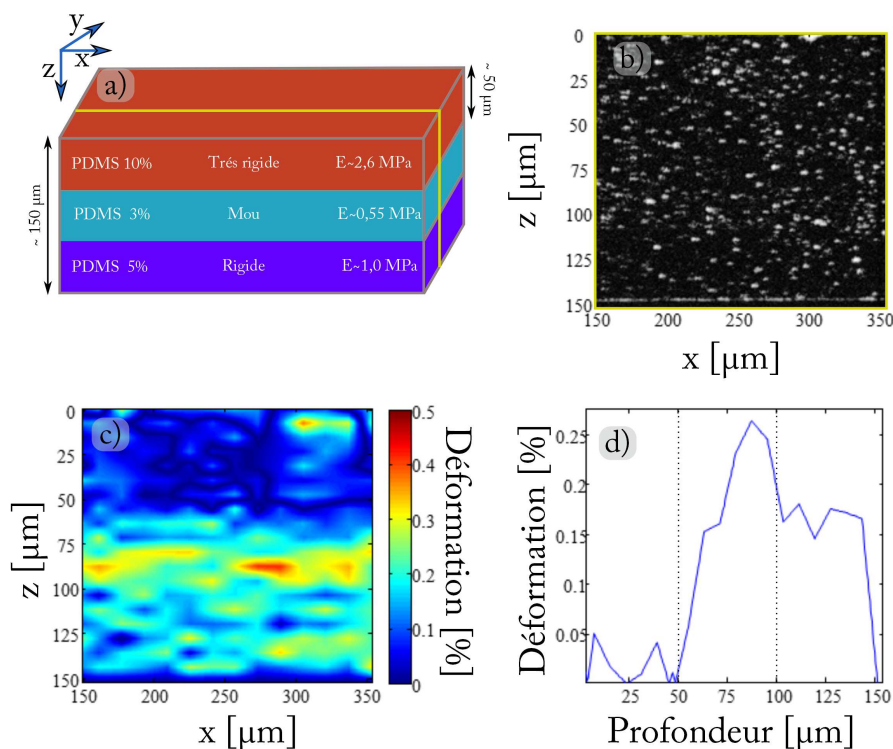 y
x
z
a)
~ 50 µm
~ 150 µm
PDMS 10% Trés rigide E~2,6 MPa
PDMS 3% Mou E~0,55 MPa
PDMS 5% Rigide E~1,0 MPa
b)
0
25
50
75
100
125
150
z [µm]
150 200 250 300 350
x [µm]
c)
0
25
50
75
100
125
150
z [µm]
150 200 250 300 350
x [µm]
0.5
0.4
0.3
0.2
0.1
0
Déformation [%]
d)
0.25
0.2
0.15
0.1
0.05
Déformation [%]
25 50 75 100 125 150
Profondeur [µm]